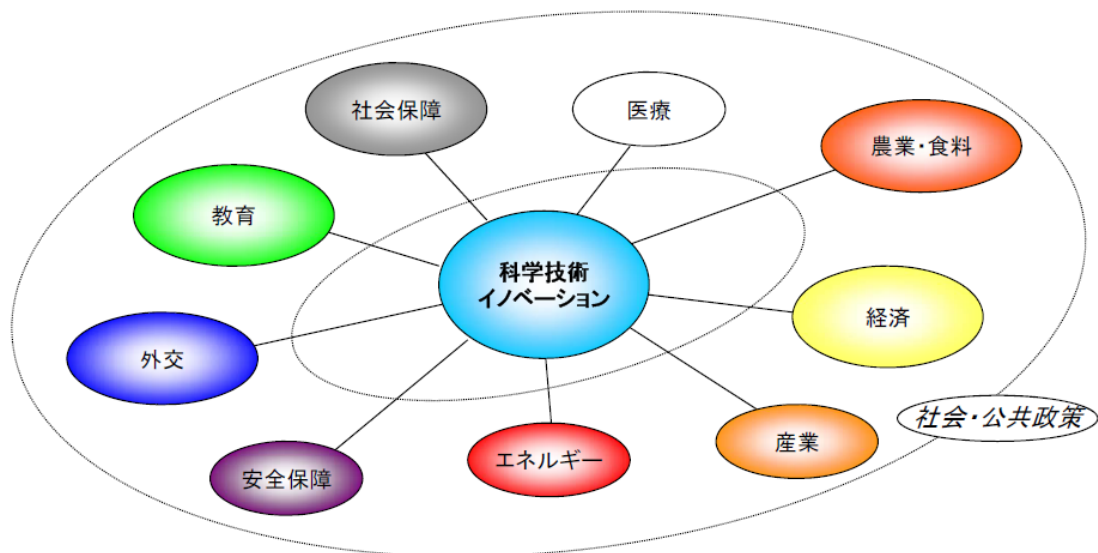 社会保障
医療
農業・食料
教育
科学技術
イノベーション
経済
外交
社会・公共政策
産業
エネルギー
安全保障